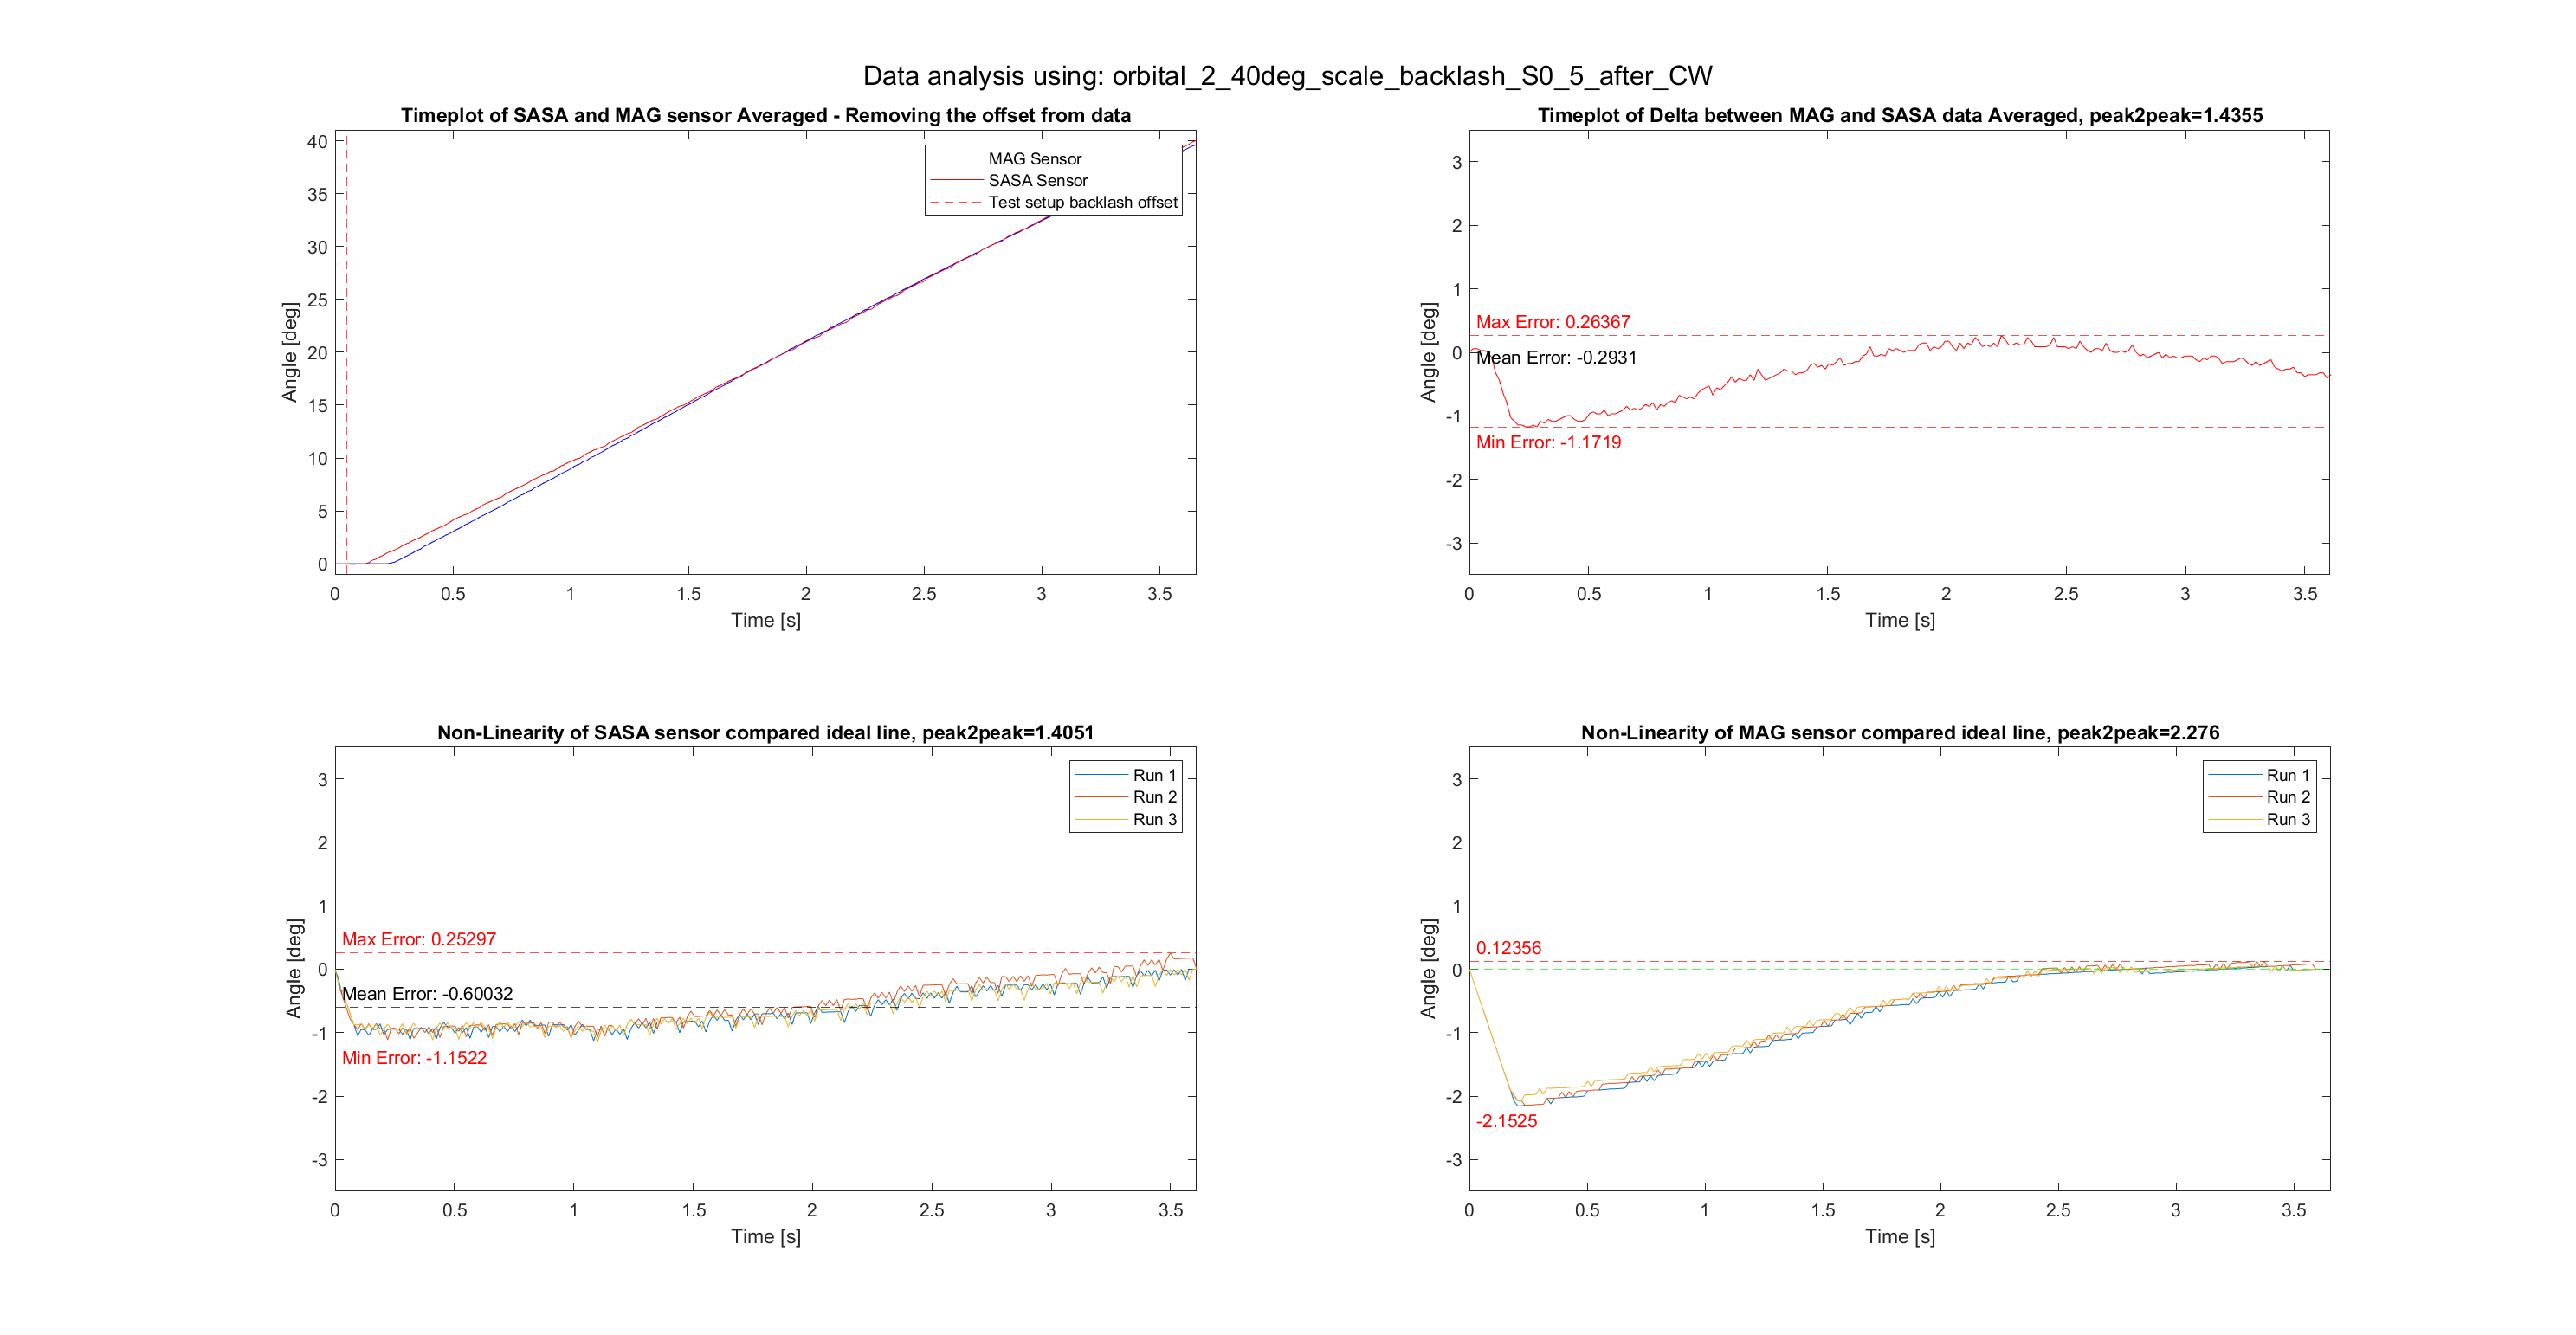 Data analysis using: orbital_2_40deg_scale_backlash_S0_5_after_CW
Timeplot of SASA and MAG sensor Averaged - Removing the offset from data
40
35
30
25
20
15
10
5
0
Angle [deg]
MAG Sensor
SASA Sensor
Test setup backlash offset
0 0.5 1 1.5 2 2.5 3 3.5
Time [s]
Timeplot of Delta between MAG and SASA data Averaged, peak2peak=1.4355
3
2
1
0
-1
-2
-3
Angle [deg]
Max Error: 0.26367
Mean Error: -0.2931
Min Error: -1.1719
0 0.5 1 1.5 2 2.5 3 3.5
Time [s]
Non-Linearity of SASA sensor compared ideal line, peak2peak=1.4051
3
2
1
0
-1
-2
-3
Angle [deg]
Run 1
Run 2
Run 3
Max Error: 0.25297
Mean Error: -0.60032
Min Error: -1.1522
0 0.5 1 1.5 2 2.5 3 3.5
Time [s]
Non-Linearity of MAG sensor compared ideal line, peak2peak=2.276
3
2
1
0
-1
-2
-3
Angle [deg]
Run 1
Run 2
Run 3
0.12356
-2.1525
0 0.5 1 1.5 2 2.5 3 3.5
Time [s]